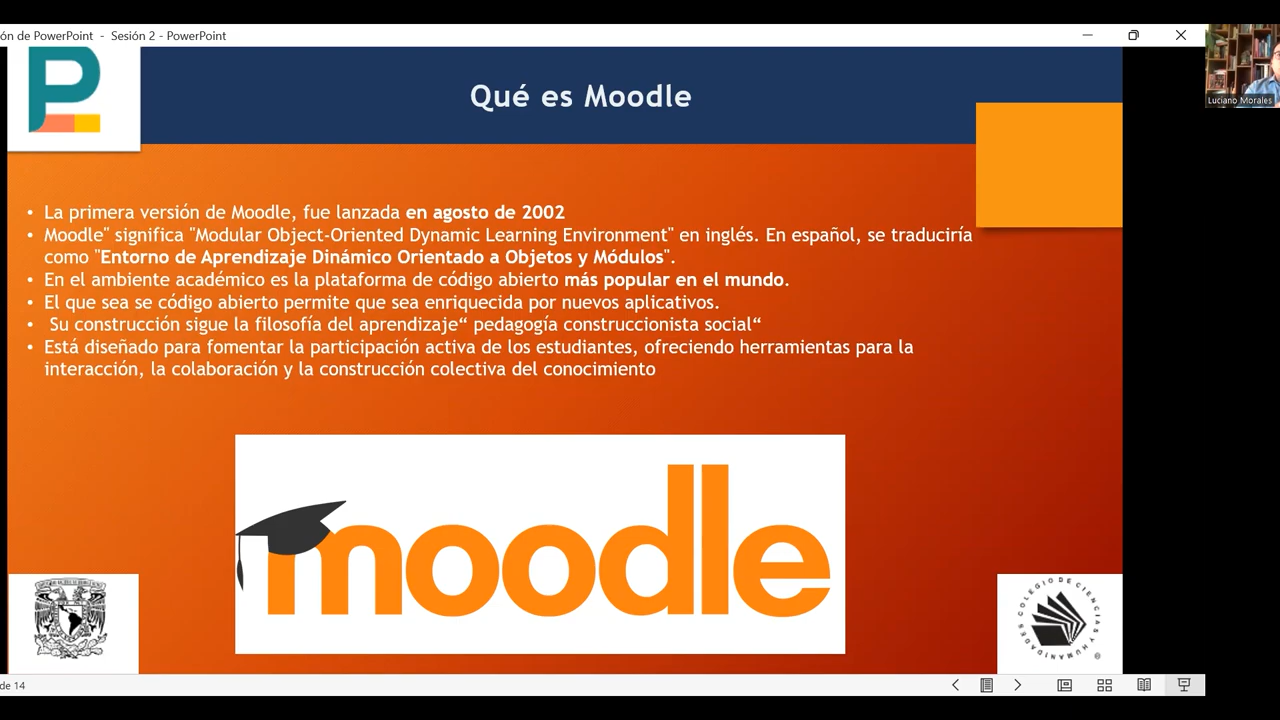 ón de PowerPoint - Sesión 2 - PowerPoint
Luciano Morales
Qué es Moodle
• La primera versión de Moodle, fue lanzada en agosto de 2002
• Moodle" significa "Modular Object-Oriented Dynamic Learning Environment" en inglés. En español, se traduciría
como "Entorno de Aprendizaje Dinámico Orientado a Objetos y Módulos".
• En el ambiente académico es la plataforma de código abierto más popular en el mundo.
• El que sea se código abierto permite que sea enriquecida por nuevos aplicativos.
• Su construcción sigue la filosofía del aprendizaje“ pedagogía construccionista social“
• Está diseñado para fomentar la participación activa de los estudiantes, ofreciendo herramientas para la
interacción, la colaboración y la construcción colectiva del conocimiento
moodle
COLEGIO DE CIENCIAS Y HUMANIDADES
®
de 14